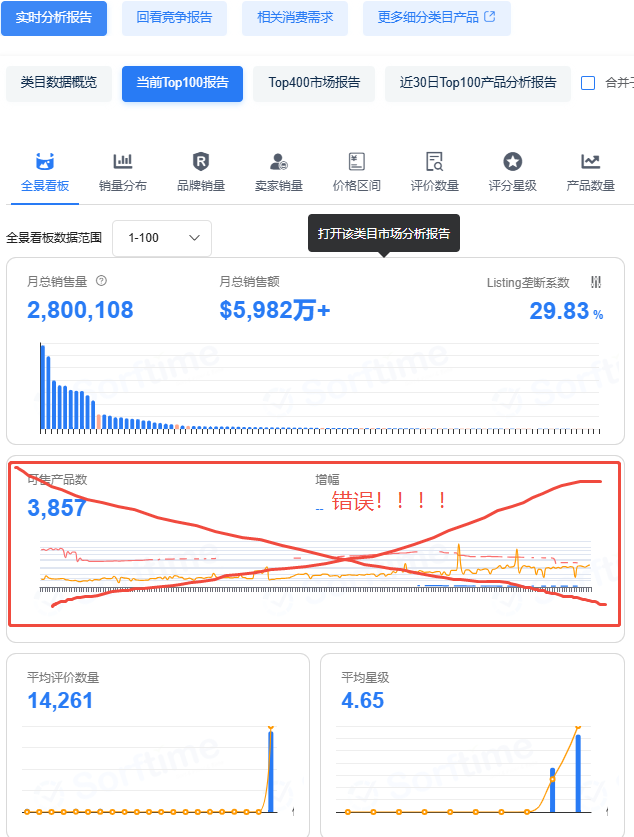 实时分析报告 回看竞争报告 相关消费需求 更多细分类目产品
类目数据概览 当前Top100报告 Top400市场报告 近30日Top100产品分析报告 合并于
全景看板 销量分布 品牌销量 卖家销量 价格区间 评价数量 评分星级 产品数量
全景看板数据范围 1-100
打开该类目市场分析报告
月总销售量 月总销售额 Listing垄断系数
2,800,108 $5,982万+ 29.83 %
Sorftime Sorftime Sorft
可售产品数 增幅
3,857 -- 错误！！！！
平均评价数量 平均星级
14,261 4.65
Sorftime Sorftime